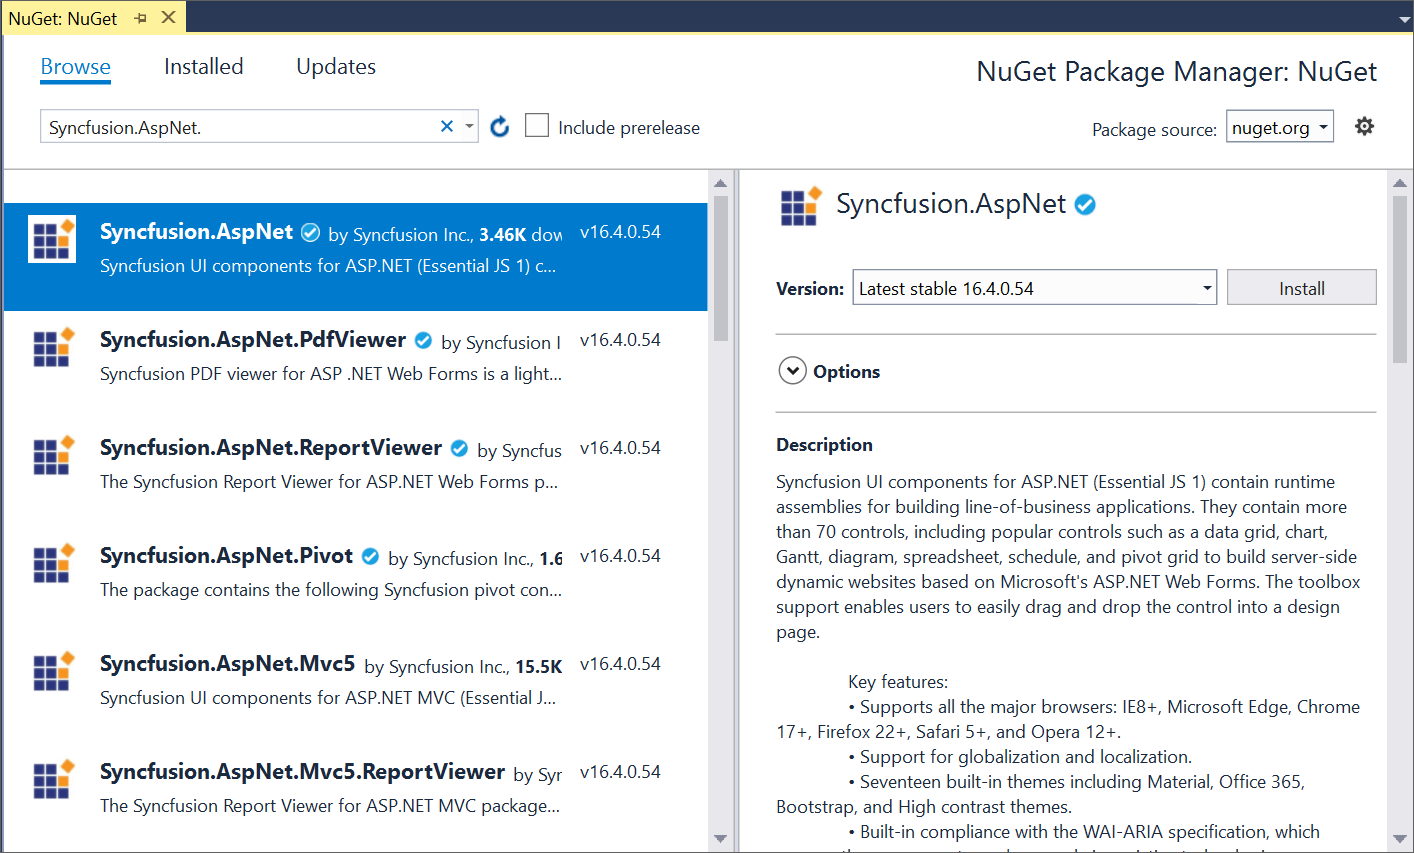 NuGet: NuGet
Browse Installed Updates
NuGet Package Manager: NuGet
Syncfusion.AspNet.
Include prerelease
Package source: nuget.org
Syncfusion.AspNet by Syncfusion Inc., 3.46K dow v16.4.0.54
Syncfusion UI components for ASP.NET (Essential JS 1) c...
Syncfusion.AspNet.PdfViewer by Syncfusion I v16.4.0.54
Syncfusion PDF viewer for ASP .NET Web Forms is a light...
Syncfusion.AspNet.ReportViewer by Syncfus v16.4.0.54
The Syncfusion Report Viewer for ASP.NET Web Forms p...
Syncfusion.AspNet.Pivot by Syncfusion Inc., 1.6 v16.4.0.54
The package contains the following Syncfusion pivot con...
Syncfusion.AspNet.Mvc5 by Syncfusion Inc., 15.5K v16.4.0.54
Syncfusion UI components for ASP.NET MVC (Essential J...
Syncfusion.AspNet.Mvc5.ReportViewer by Syr v16.4.0.54
The Syncfusion Report Viewer for ASP.NET MVC package...
Syncfusion.AspNet
Version: Latest stable 16.4.0.54 Install
Options
Description
Syncfusion UI components for ASP.NET (Essential JS 1) contain runtime
assemblies for building line-of-business applications. They contain more
than 70 controls, including popular controls such as a data grid, chart,
Gantt, diagram, spreadsheet, schedule, and pivot grid to build server-side
dynamic websites based on Microsoft's ASP.NET Web Forms. The toolbox
support enables users to easily drag and drop the control into a design
page.
Key features:
• Supports all the major browsers: IE8+, Microsoft Edge, Chrome
17+, Firefox 22+, Safari 5+, and Opera 12+.
• Support for globalization and localization.
• Seventeen built-in themes including Material, Office 365,
Bootstrap, and High contrast themes.
• Built-in compliance with the WAI-ARIA specification, which